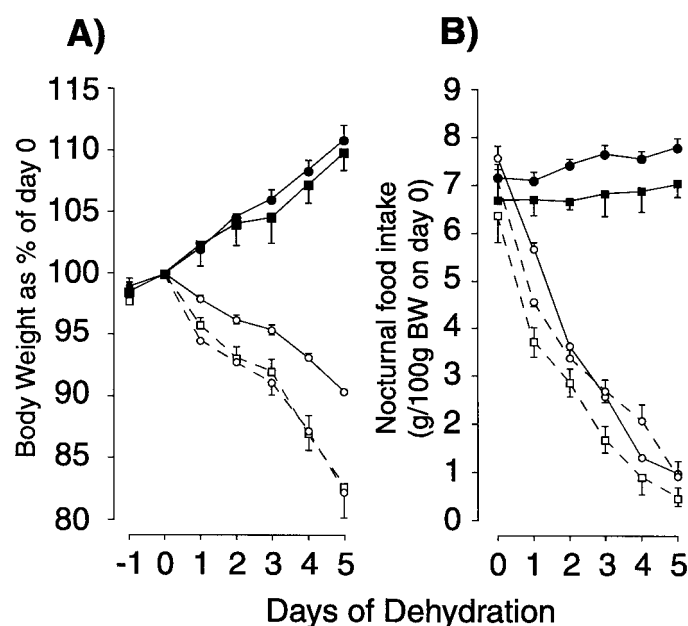 A)
B)
Body Weight as % of day 0
115
110
105
100
95
90
85
80
-1 0 1 2 3 4 5
Nocturnal food intake
(g/100g BW on day 0)
9
8
7
6
5
4
3
2
1
0
0 1 2 3 4 5
Days of Dehydration